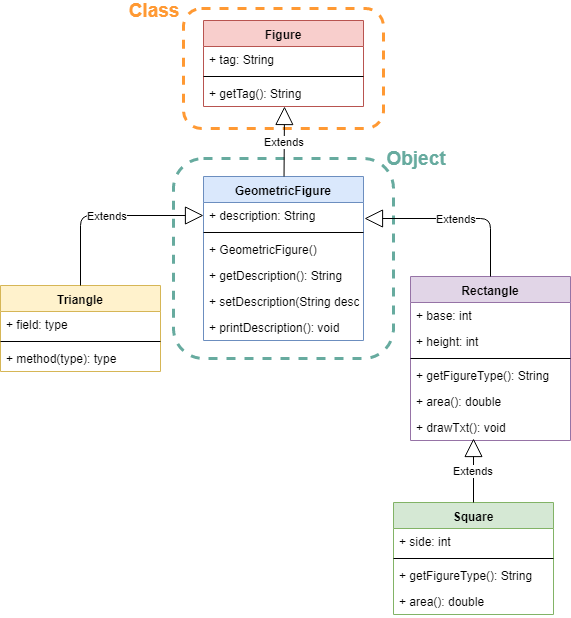 Class
Figure
+ tag: String
+ getTag(): String
Extends
Object
GeometricFigure
+ description: String
+ GeometricFigure()
+ getDescription(): String
+ setDescription(String desc
+ printDescription(): void
Extends
Extends
Triangle
+ field: type
+ method(type): type
Rectangle
+ base: int
+ height: int
+ getFigureType(): String
+ area(): double
+ drawTxt(): void
Extends
Square
+ side: int
+ getFigureType(): String
+ area(): double